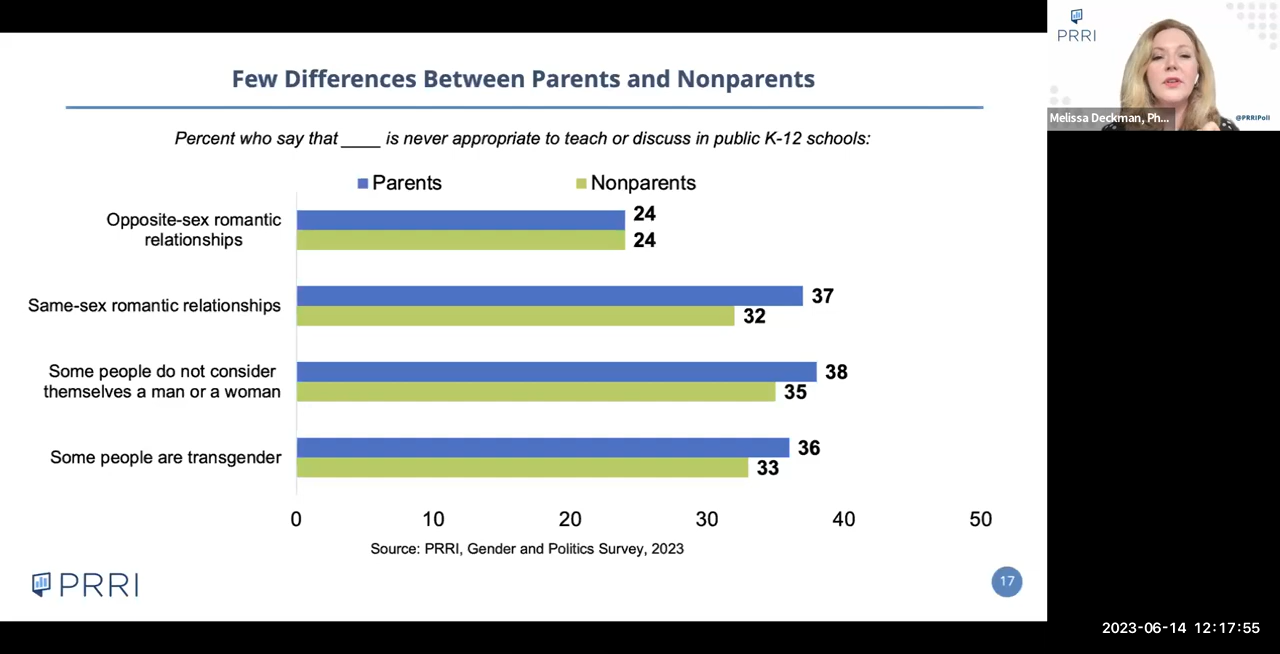 Few Differences Between Parents and Nonparents
Percent who say that ____ is never appropriate to teach or discuss in public K-12 schools:
Parents
Nonparents
Opposite-sex romantic
relationships
24
24
Same-sex romantic relationships
37
32
Some people do not consider
themselves a man or a woman
38
35
Some people are transgender
36
33
0 10 20 30 40 50
Source: PRRI, Gender and Politics Survey, 2023
PRRI
17
PRRI
Melissa Deckman, Ph...
@PRRIPoll
2023-06-14 12:17:55